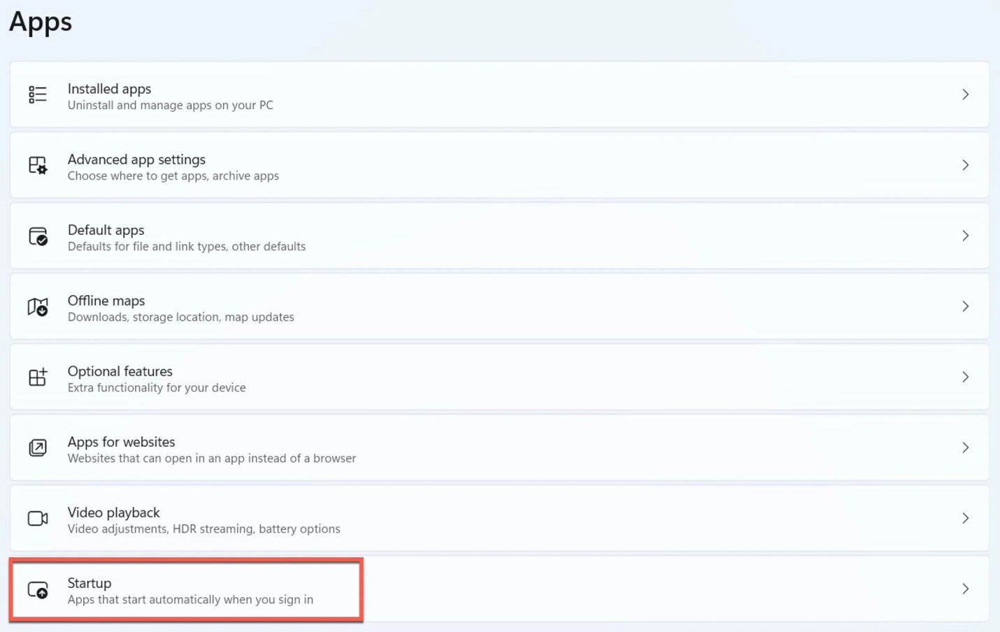 Apps
Installed apps
Uninstall and manage apps on your PC
Advanced app settings
Choose where to get apps, archive apps
Default apps
Defaults for file and link types, other defaults
Offline maps
Downloads, storage location, map updates
Optional features
Extra functionality for your device
Apps for websites
Websites that can open in an app instead of a browser
Video playback
Video adjustments, HDR streaming, battery options
Startup
Apps that start automatically when you sign in